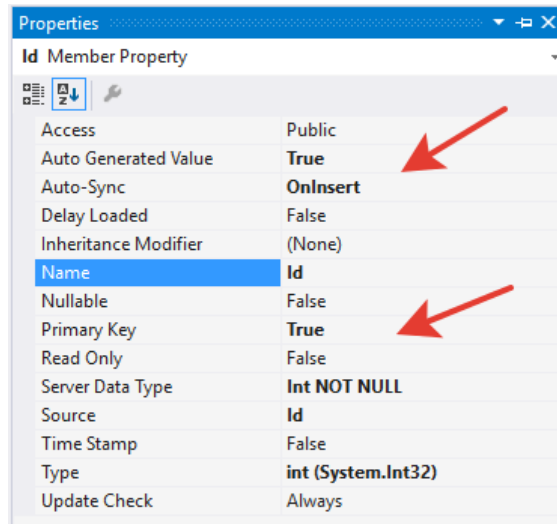 Properties
Id Member Property
Access Public
Auto Generated Value True
Auto-Sync OnInsert
Delay Loaded False
Inheritance Modifier (None)
Name Id
Nullable False
Primary Key True
Read Only False
Server Data Type Int NOT NULL
Source Id
Time Stamp False
Type int (System.Int32)
Update Check Always